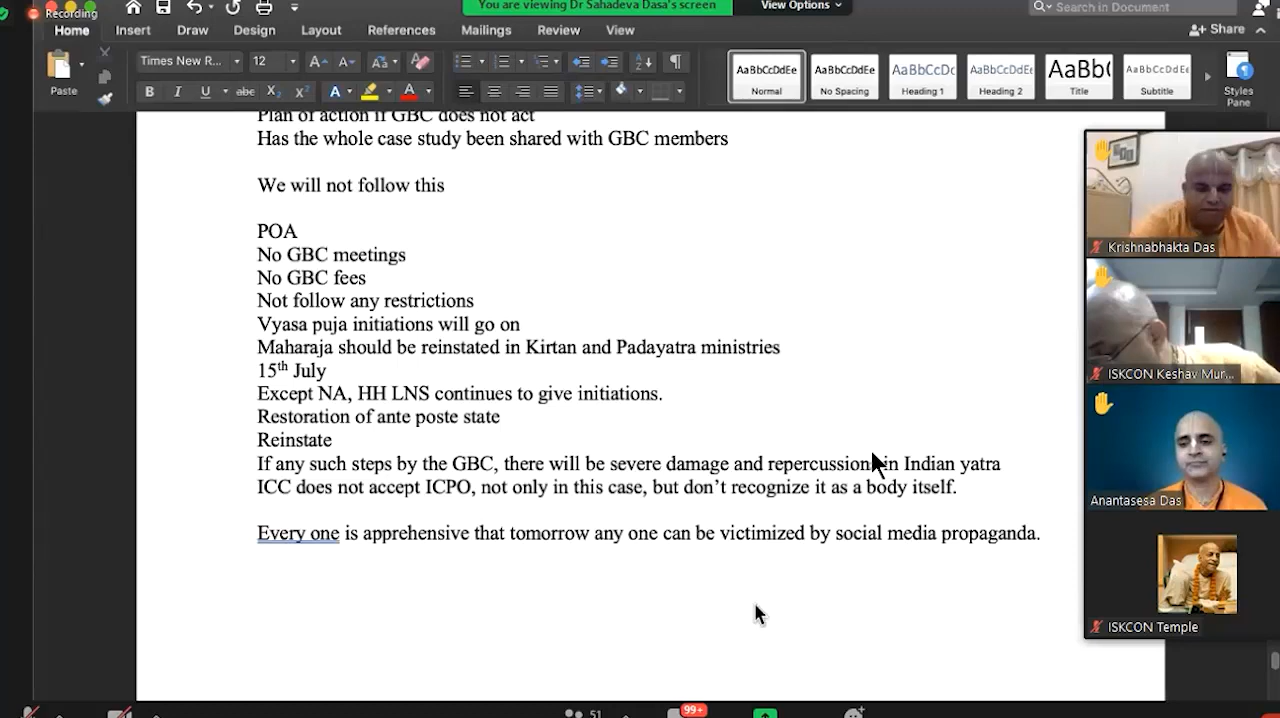 Recording
You are viewing Dr Sahadeva Dasa's screen
View Options
Search in Document
Home
Insert
Draw
Design
Layout
References
Mailings
Review
View
Share
Paste
Times New R...
12
AaBbCcDdEe
Normal
AaBbCcDdEe
No Spacing
AaBbCcDc
Heading 1
AaBbCcDdEe
Heading 2
AaBb(
Title
AaBbCcDdEe
Subtitle
Styles
Pane
Plan of action if GBC does not act
Has the whole case study been shared with GBC members
We will not follow this
POA
No GBC meetings
No GBC fees
Not follow any restrictions
Vyasa puja initiations will go on
Maharaja should be reinstated in Kirtan and Padayatra ministries
15th July
Except NA, HH LNS continues to give initiations.
Restoration of ante poste state
Reinstate
If any such steps by the GBC, there will be severe damage and repercussions in Indian yatra
ICC does not accept ICPO, not only in this case, but don't recognize it as a body itself.
Every one is apprehensive that tomorrow any one can be victimized by social media propaganda.
Krishnabhakta Das
ISKCON Keshav Mur...
Anantasesa Das
ISKCON Temple
51
99+